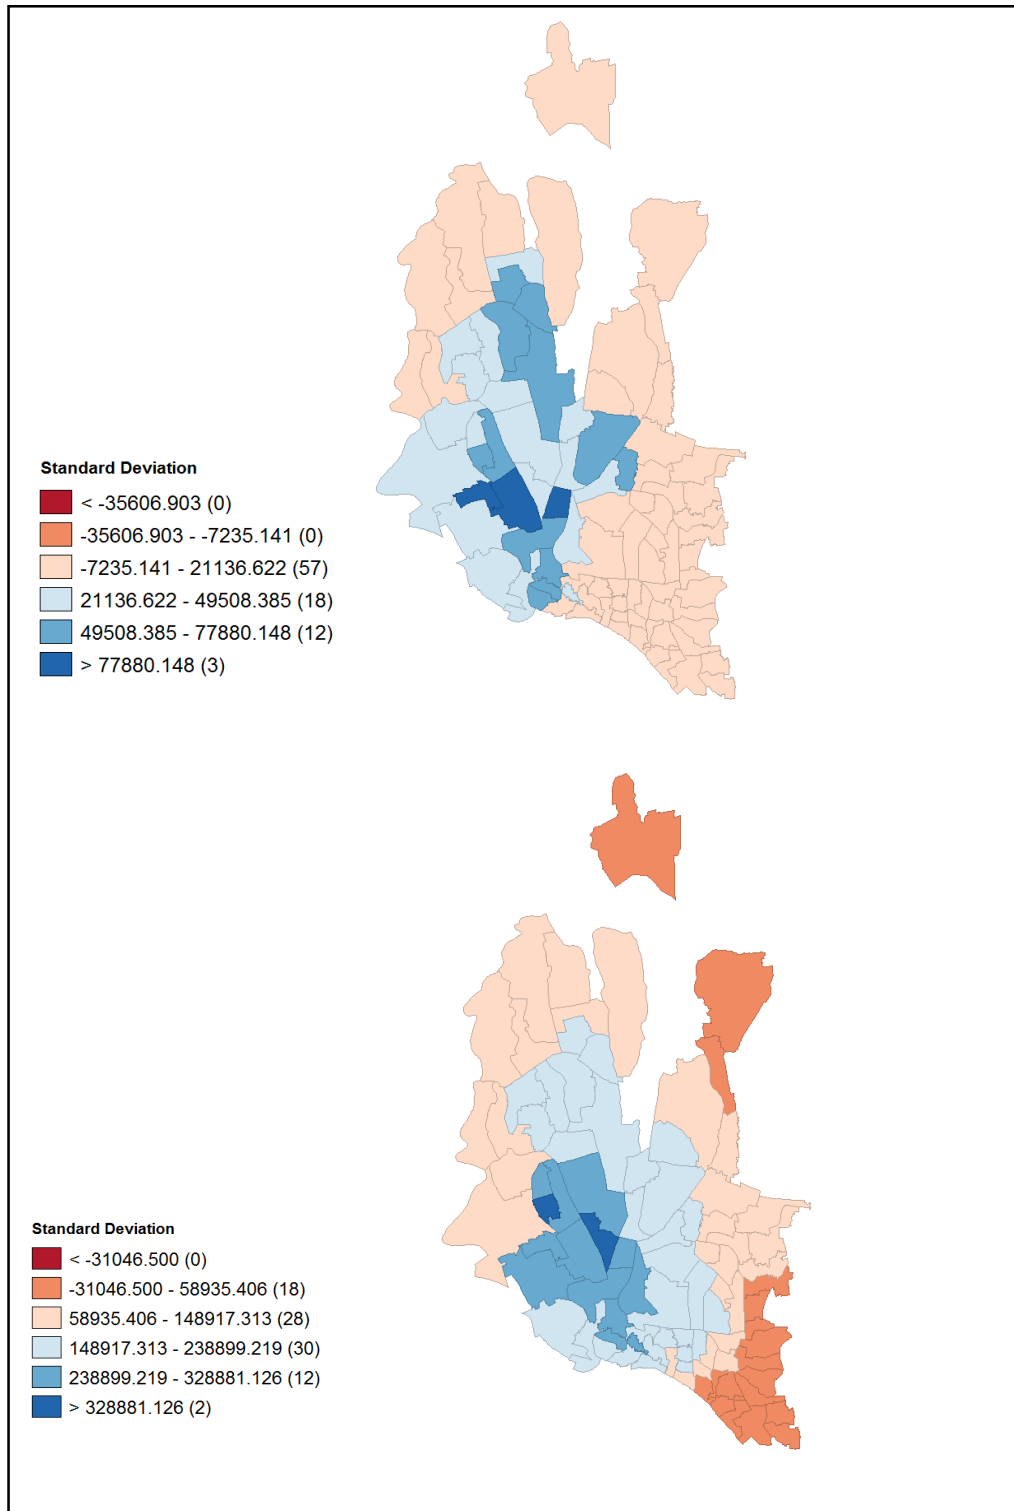 Standard Deviation
< -35606.903 (0)
-35606.903 - -7235.141 (0)
-7235.141 - 21136.622 (57)
21136.622 - 49508.385 (18)
49508.385 - 77880.148 (12)
> 77880.148 (3)
Standard Deviation
< -31046.500 (0)
-31046.500 - 58935.406 (18)
58935.406 - 148917.313 (28)
148917.313 - 238899.219 (30)
238899.219 - 328881.126 (12)
> 328881.126 (2)